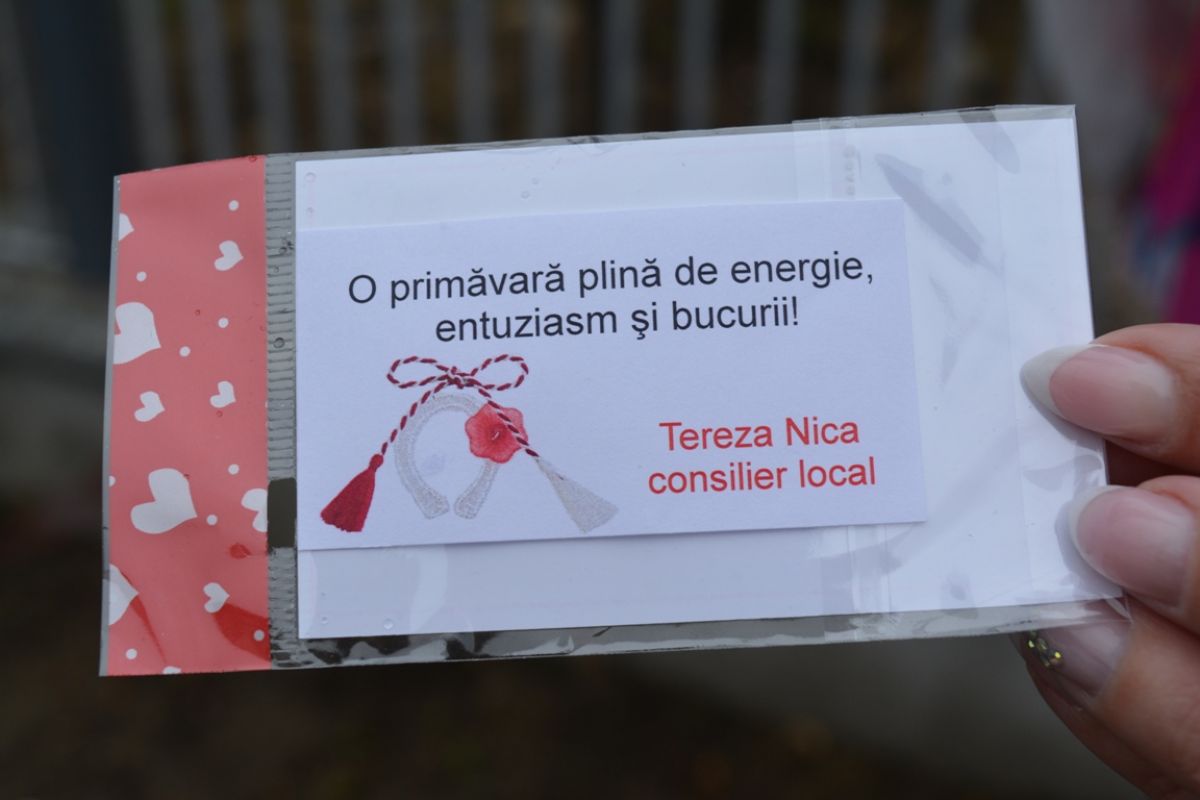 O primăvară plină de energie,
entuziasm şi bucurii!
Tereza Nica
consilier local